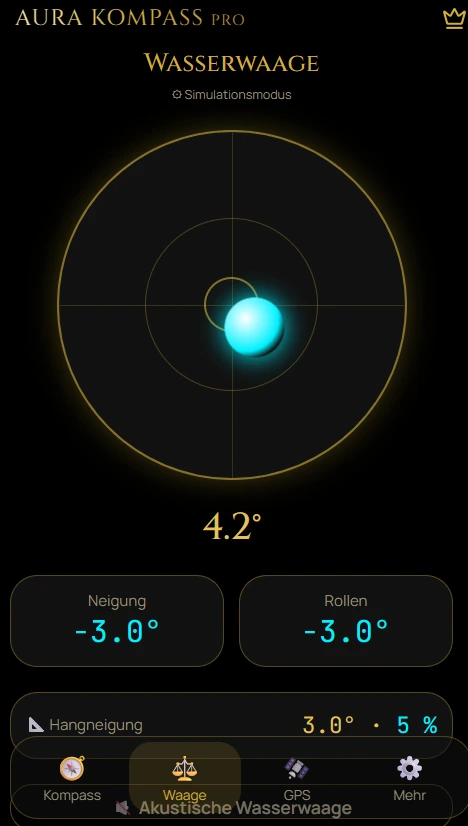 AURA KOMPASS PRO
WASSERWAAGE
Simulationsmodus
4.2°
Neigung
-3.0°
Rollen
-3.0°
Hangneigung
3.0° · 5 %
Kompass
Waage
GPS
Mehr
Akustische Wasserwaage